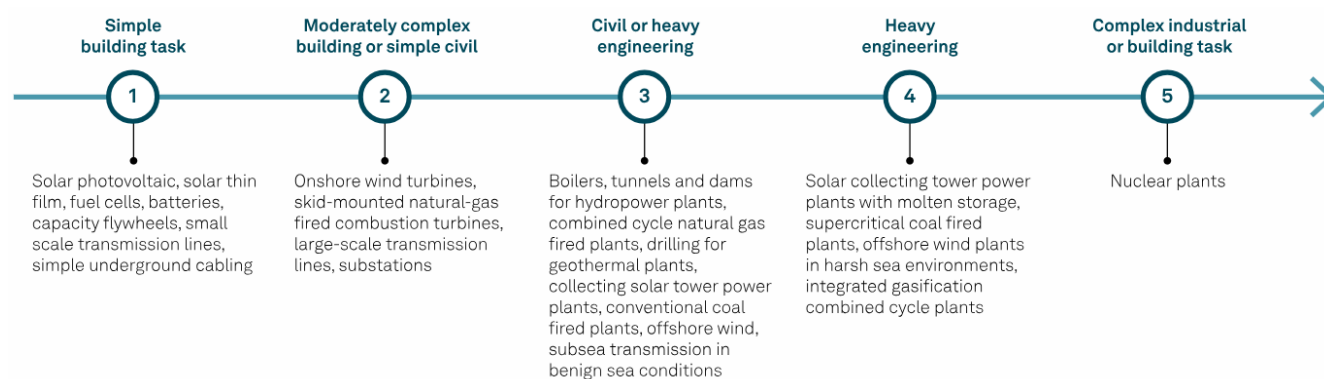 Simple
building task
Moderately complex
building or simple civil
Civil or heavy
engineering
Heavy
engineering
Complex industrial
or building task
1
2
3
4
5
Solar photovoltaic, solar thin
film, fuel cells, batteries,
capacity flywheels, small
scale transmission lines,
simple underground cabling
Onshore wind turbines,
skid-mounted natural-gas
fired combustion turbines,
large-scale transmission
lines, substations
Boilers, tunnels and dams
for hydropower plants,
combined cycle natural gas
fired plants, drilling for
geothermal plants,
collecting solar tower power
plants, conventional coal
fired plants, offshore wind,
subsea transmission in
benign sea conditions
Solar collecting tower power
plants with molten storage,
supercritical coal fired
plants, offshore wind plants
in harsh sea environments,
integrated gasification
combined cycle plants
Nuclear plants